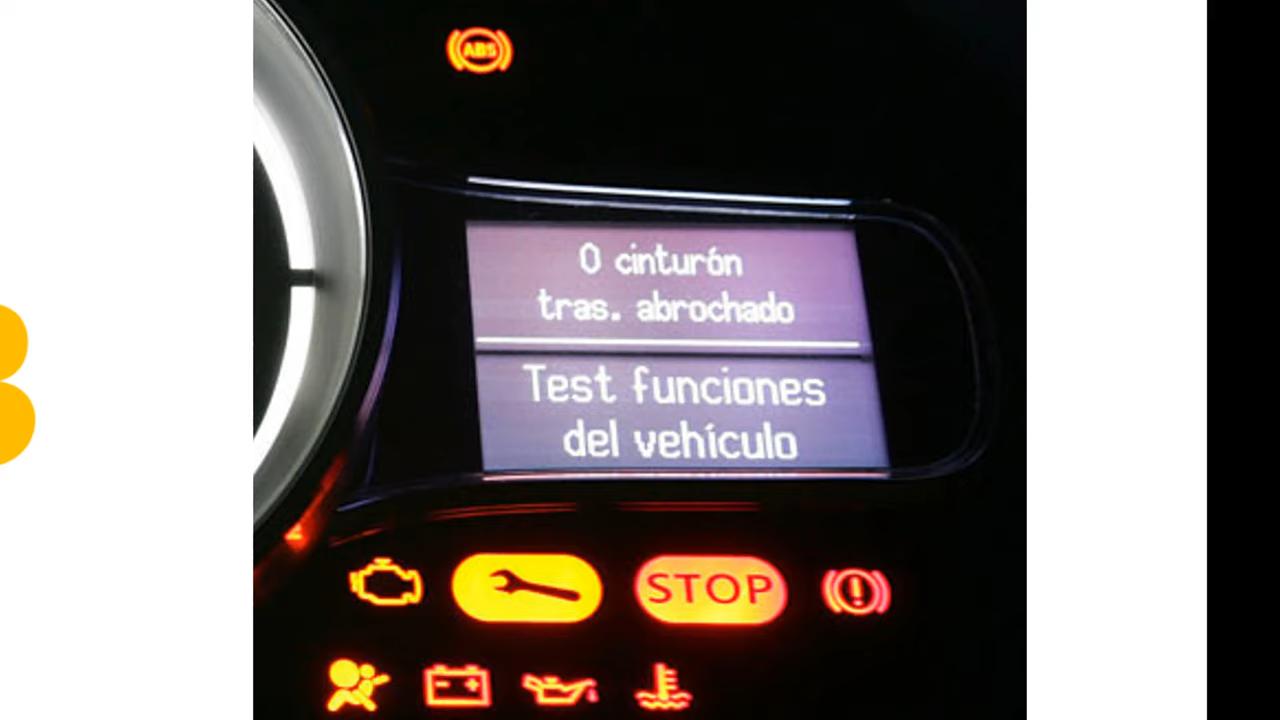 ABS
0 cinturón
tras. abrochado
Test funciones
del vehículo
STOP